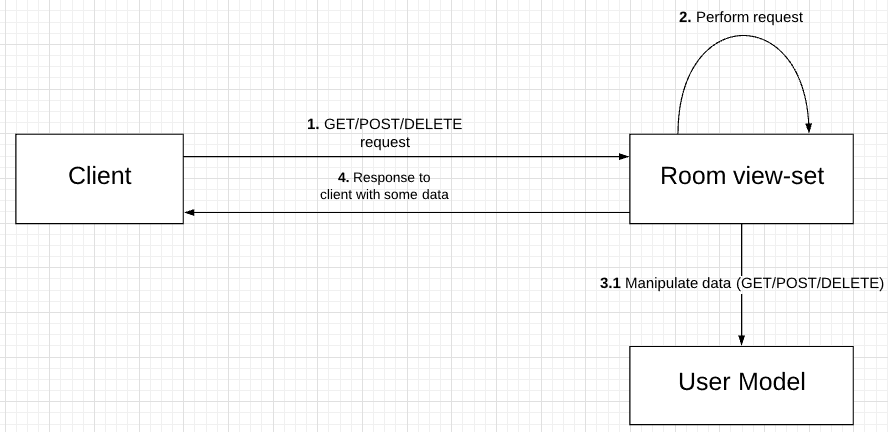 2. Perform request
1. GET/POST/DELETE
request
Client
Room view-set
4. Response to
client with some data
3.1 Manipulate data (GET/POST/DELETE)
User Model